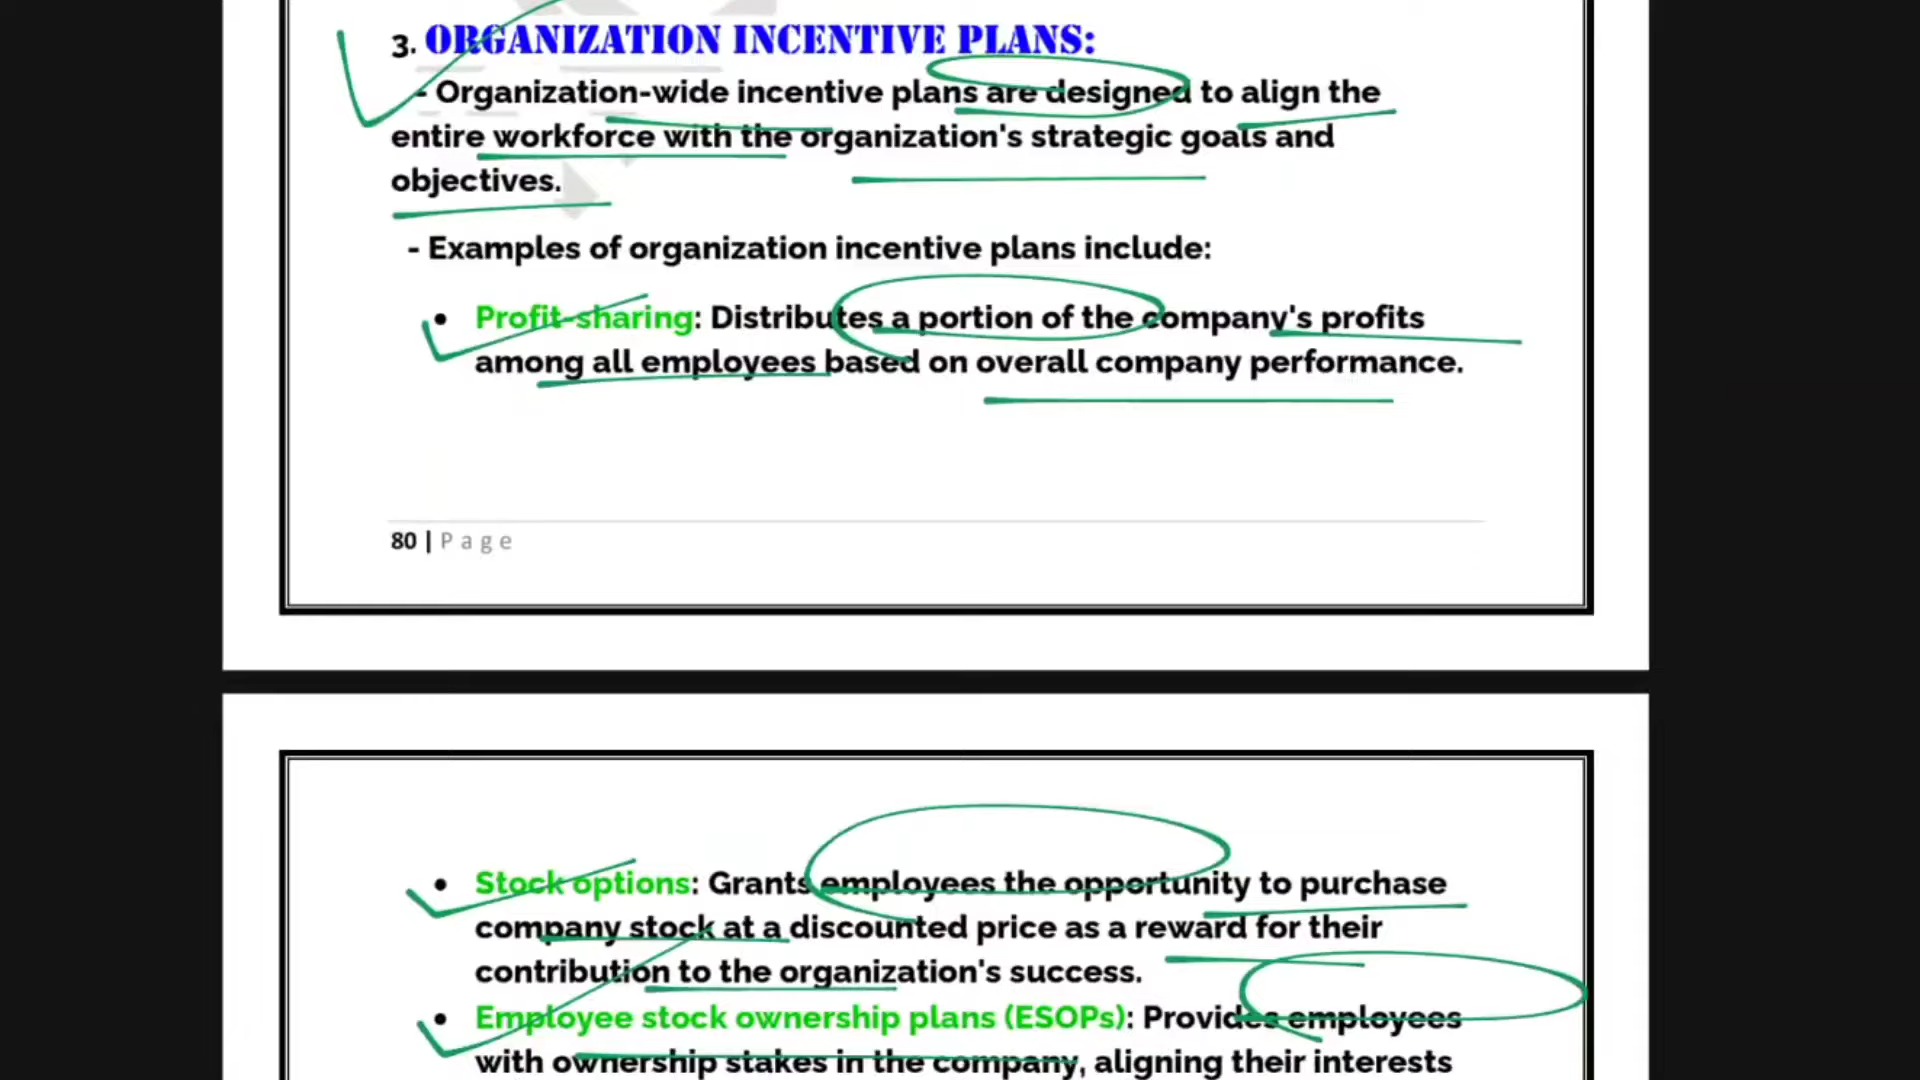 3. ORGANIZATION INCENTIVE PLANS:
- Organization-wide incentive plans are designed to align the
entire workforce with the organization's strategic goals and
objectives.
- Examples of organization incentive plans include:
• Profit-sharing: Distributes a portion of the company's profits
among all employees based on overall company performance.
80 | Page
• Stock options: Grants employees the opportunity to purchase
company stock at a discounted price as a reward for their
contribution to the organization's success.
• Employee stock ownership plans (ESOPs): Provides employees
with ownership stakes in the company, aligning their interests